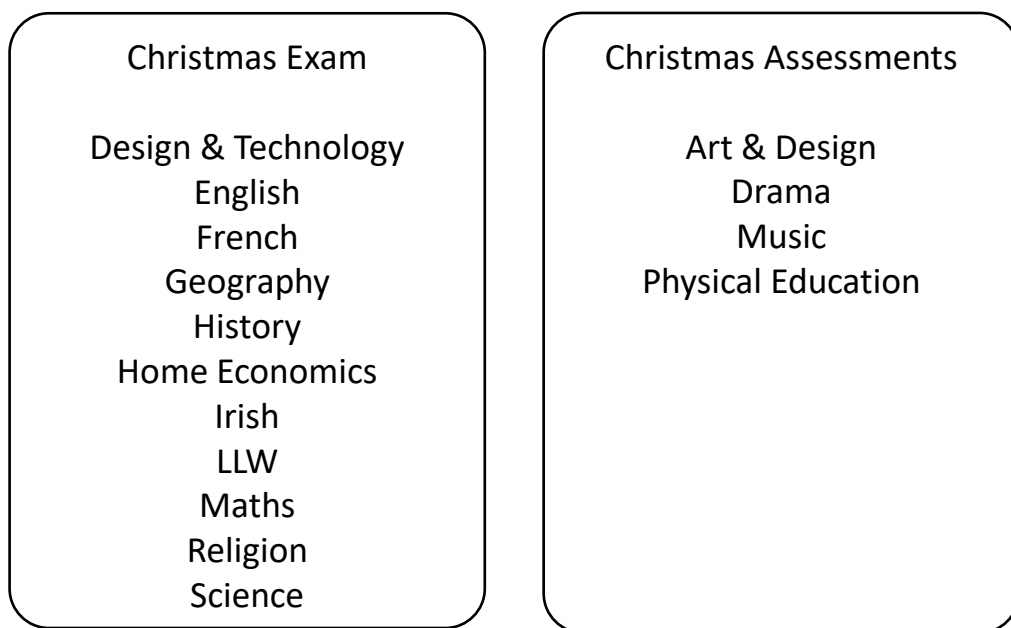 Christmas Exam
Design & Technology
English
French
Geography
History
Home Economics
Irish
LLW
Maths
Religion
Science
Christmas Assessments
Art & Design
Drama
Music
Physical Education